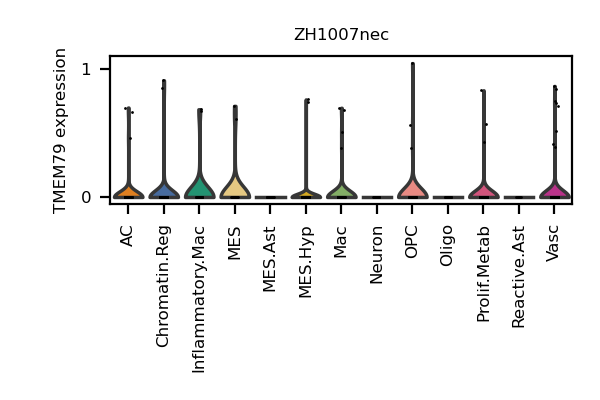 ZH1007nec
TMEM79 expression
1
0
AC
Chromatin.Reg
Inflammatory.Mac
MES
MES.Ast
MES.Hyp
Mac
Neuron
OPC
Oligo
Prolif.Metab
Reactive.Ast
Vasc